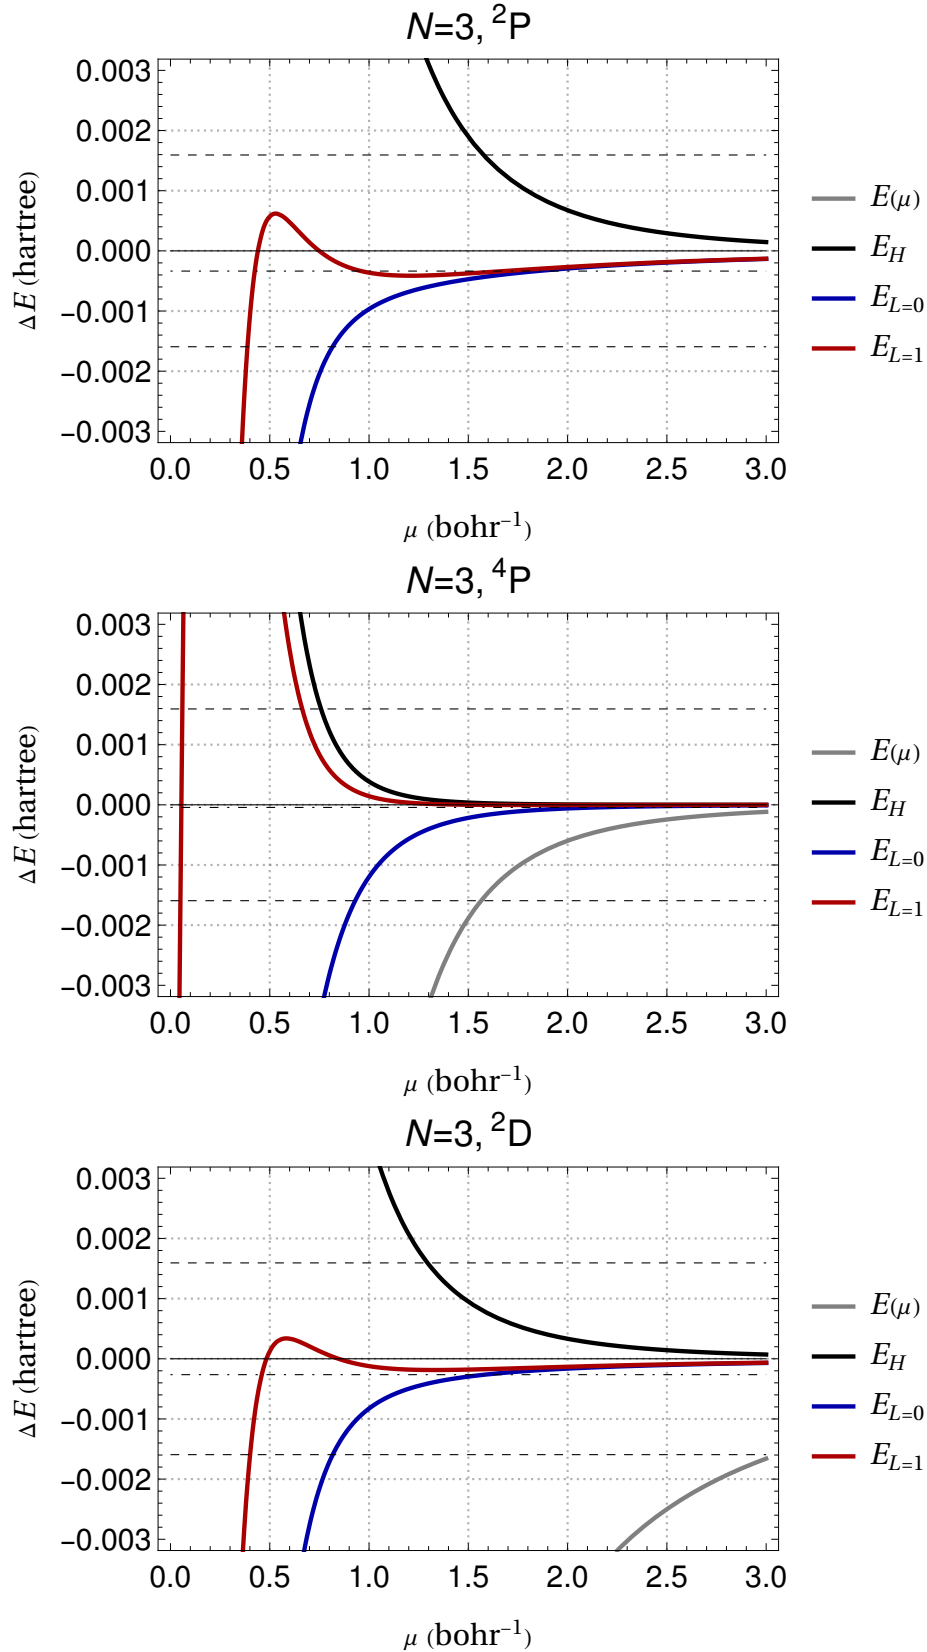 N=3, ²P
0.003
0.002
0.001
0.000
−0.001
−0.002
−0.003
ΔE (hartree)
0.0 0.5 1.0 1.5 2.0 2.5 3.0
μ (bohr⁻¹)
E(μ)
E_H
E_{L=0}
E_{L=1}
N=3, ⁴P
0.003
0.002
0.001
0.000
−0.001
−0.002
−0.003
ΔE (hartree)
0.0 0.5 1.0 1.5 2.0 2.5 3.0
μ (bohr⁻¹)
E(μ)
E_H
E_{L=0}
E_{L=1}
N=3, ²D
0.003
0.002
0.001
0.000
−0.001
−0.002
−0.003
ΔE (hartree)
0.0 0.5 1.0 1.5 2.0 2.5 3.0
μ (bohr⁻¹)
E(μ)
E_H
E_{L=0}
E_{L=1}